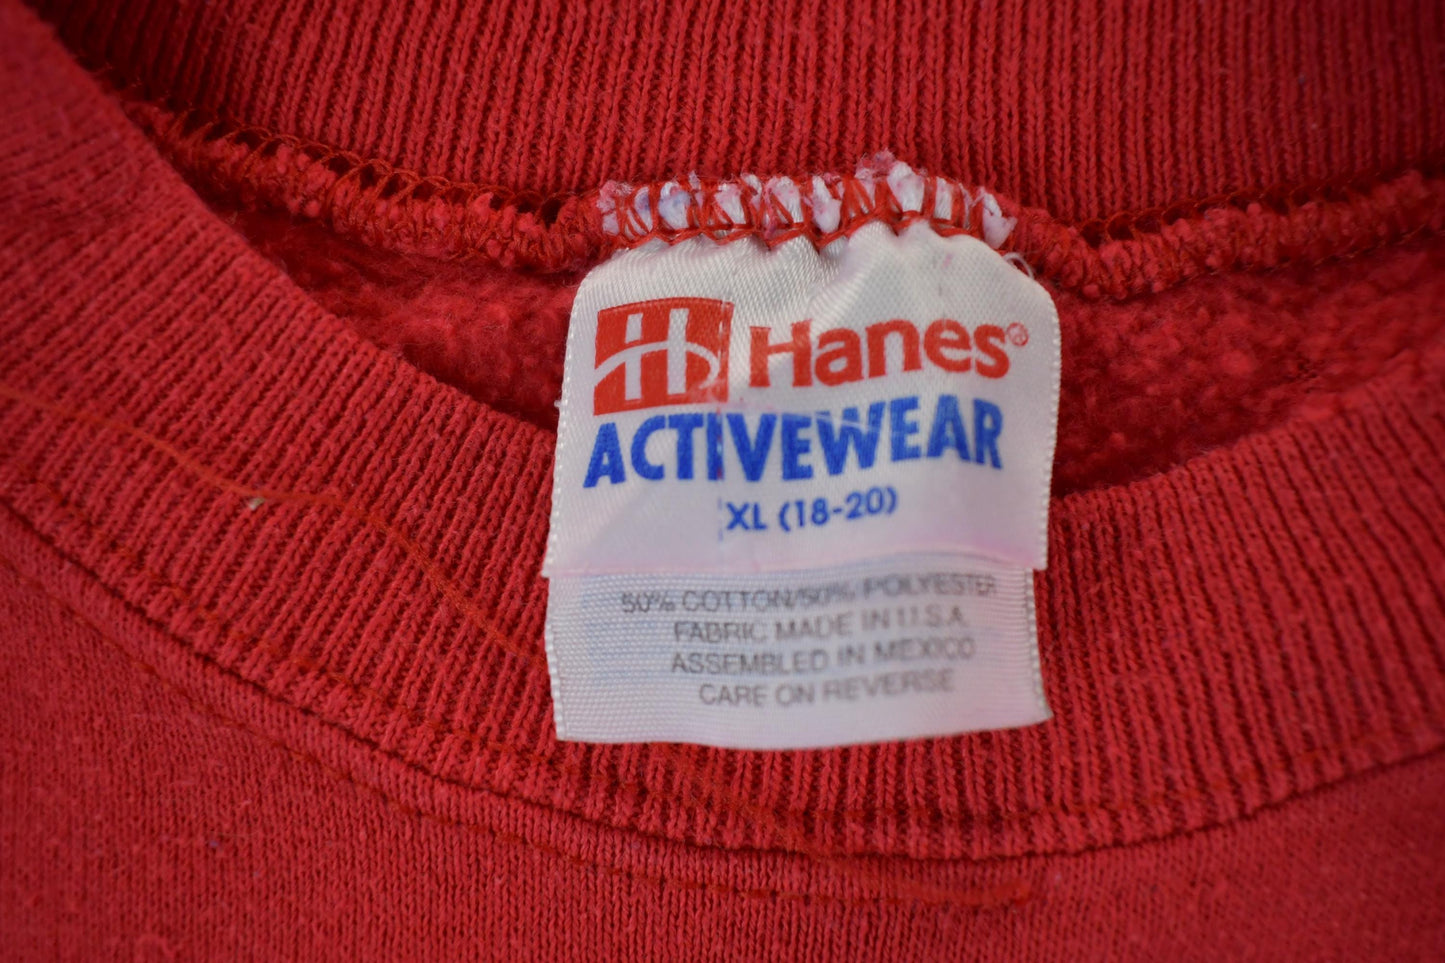 H Hanes®
ACTIVEWEAR
XL (18-20)
50% COTTON/50% POLYESTER
FABRIC MADE IN U.S.A.
ASSEMBLED IN MEXICO
CARE ON REVERSE